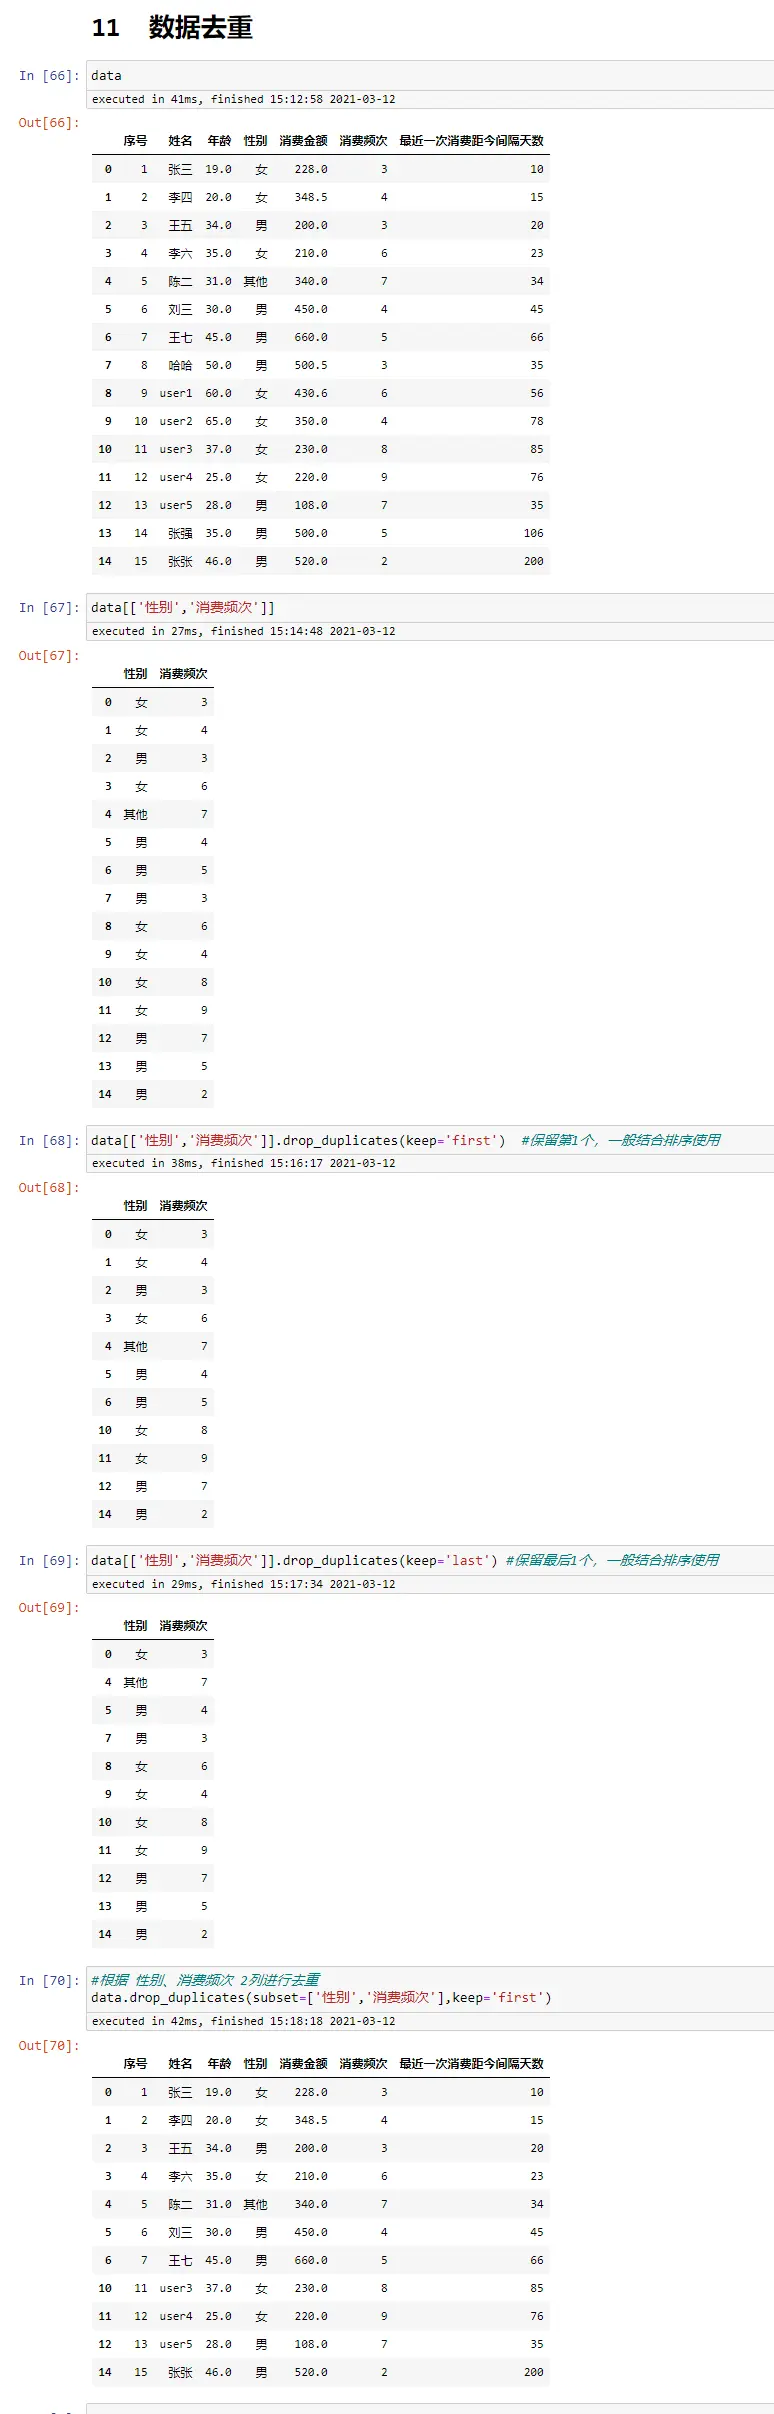 11 数据去重
In [66]: data
executed in 41ms, finished 15:12:58 2021-03-12
Out[66]:
序号 姓名 年龄 性别 消费金额 消费频次 最近一次消费距今间隔天数
0 1 张三 19.0 女 228.0 3 10
1 2 李四 20.0 女 348.5 4 15
2 3 王五 34.0 男 200.0 3 20
3 4 李六 35.0 女 210.0 6 23
4 5 陈二 31.0 其他 340.0 7 34
5 6 刘三 30.0 男 450.0 4 45
6 7 王七 45.0 男 660.0 5 66
7 8 哈哈 50.0 男 500.5 3 35
8 9 user1 60.0 女 430.6 6 56
9 10 user2 65.0 女 350.0 4 78
10 11 user3 37.0 女 230.0 8 85
11 12 user4 25.0 女 220.0 9 76
12 13 user5 28.0 男 108.0 7 35
13 14 张强 35.0 男 500.0 5 106
14 15 张张 46.0 男 520.0 2 200
In [67]: data[['性别','消费频次']]
executed in 27ms, finished 15:14:48 2021-03-12
Out[67]:
性别 消费频次
0 女 3
1 女 4
2 男 3
3 女 6
4 其他 7
5 男 4
6 男 5
7 男 3
8 女 6
9 女 4
10 女 8
11 女 9
12 男 7
13 男 5
14 男 2
In [68]: data[['性别','消费频次']].drop_duplicates(keep='first') #保留第1个，一般结合排序使用
executed in 38ms, finished 15:16:17 2021-03-12
Out[68]:
性别 消费频次
0 女 3
1 女 4
2 男 3
3 女 6
4 其他 7
5 男 4
6 男 5
10 女 8
11 女 9
12 男 7
14 男 2
In [69]: data[['性别','消费频次']].drop_duplicates(keep='last') #保留最后1个，一般结合排序使用
executed in 29ms, finished 15:17:34 2021-03-12
Out[69]:
性别 消费频次
0 女 3
4 其他 7
5 男 4
7 男 3
8 女 6
9 女 4
10 女 8
11 女 9
12 男 7
13 男 5
14 男 2
In [70]: #根据 性别、消费频次 2列进行去重
data.drop_duplicates(subset=['性别','消费频次'],keep='first')
executed in 42ms, finished 15:18:18 2021-03-12
Out[70]:
序号 姓名 年龄 性别 消费金额 消费频次 最近一次消费距今间隔天数
0 1 张三 19.0 女 228.0 3 10
1 2 李四 20.0 女 348.5 4 15
2 3 王五 34.0 男 200.0 3 20
3 4 李六 35.0 女 210.0 6 23
4 5 陈二 31.0 其他 340.0 7 34
5 6 刘三 30.0 男 450.0 4 45
6 7 王七 45.0 男 660.0 5 66
10 11 user3 37.0 女 230.0 8 85
11 12 user4 25.0 女 220.0 9 76
12 13 user5 28.0 男 108.0 7 35
14 15 张张 46.0 男 520.0 2 200